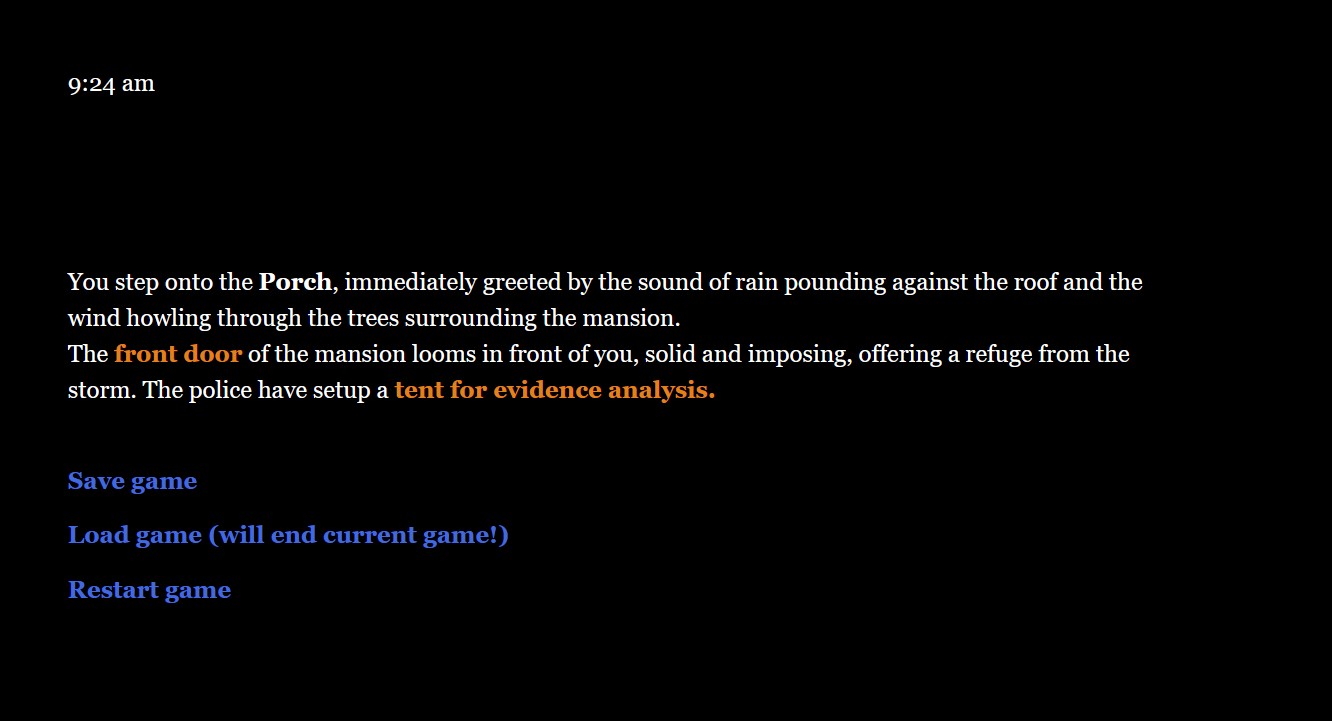 9:24 am
You step onto the Porch, immediately greeted by the sound of rain pounding against the roof and the
wind howling through the trees surrounding the mansion.
The front door of the mansion looms in front of you, solid and imposing, offering a refuge from the
storm. The police have setup a tent for evidence analysis.
Save game
Load game (will end current game!)
Restart game